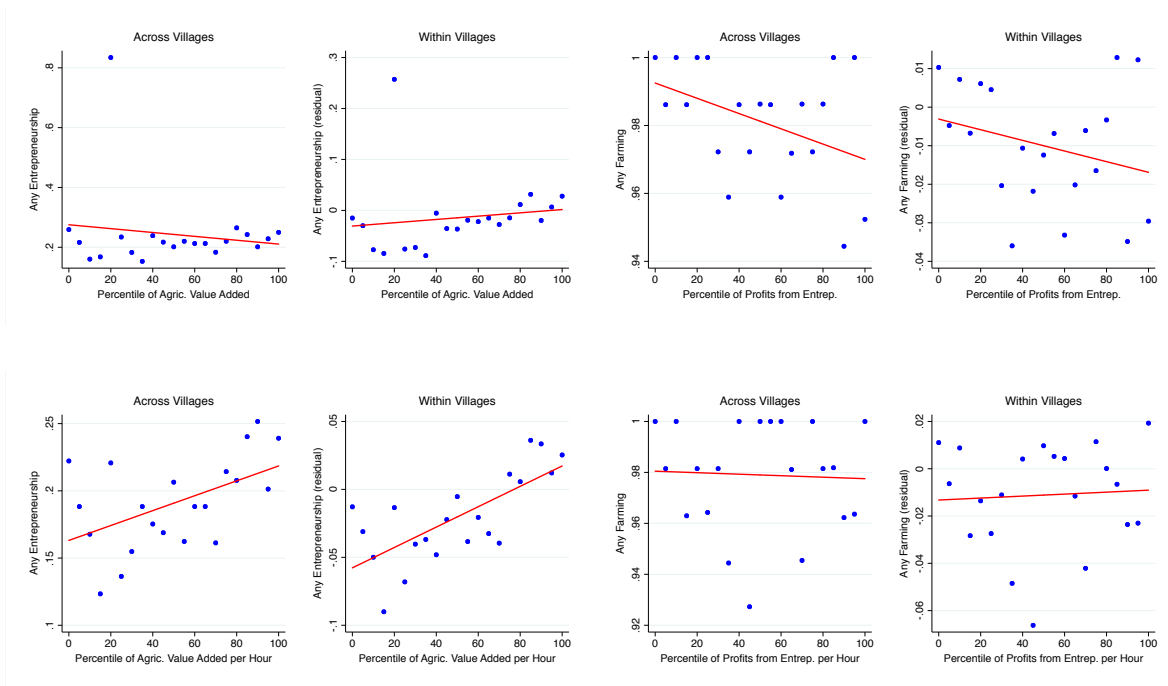 Across Villages
Any Entrepreneurship
.2 .4 .6 .8
0 20 40 60 80 100
Percentile of Agric. Value Added
Within Villages
Any Entrepreneurship (residual)
-.1 0 .1 .2 .3
0 20 40 60 80 100
Percentile of Agric. Value Added
Across Villages
Any Farming
.94 .96 .98 1
0 20 40 60 80 100
Percentile of Profits from Entrep.
Within Villages
Any Farming (residual)
-.04 -.03 -.02 -.01 0 .01
0 20 40 60 80 100
Percentile of Profits from Entrep.
Across Villages
Any Entrepreneurship
.1 .15 .2 .25
0 20 40 60 80 100
Percentile of Agric. Value Added per Hour
Within Villages
Any Entrepreneurship (residual)
-.1 -.05 0 .05
0 20 40 60 80 100
Percentile of Agric. Value Added per Hour
Across Villages
Any Farming
.92 .94 .96 .98 1
0 20 40 60 80 100
Percentile of Profits from Entrep. per Hour
Within Villages
Any Farming (residual)
-.06 -.04 -.02 0 .02
0 20 40 60 80 100
Percentile of Profits from Entrep. per Hour